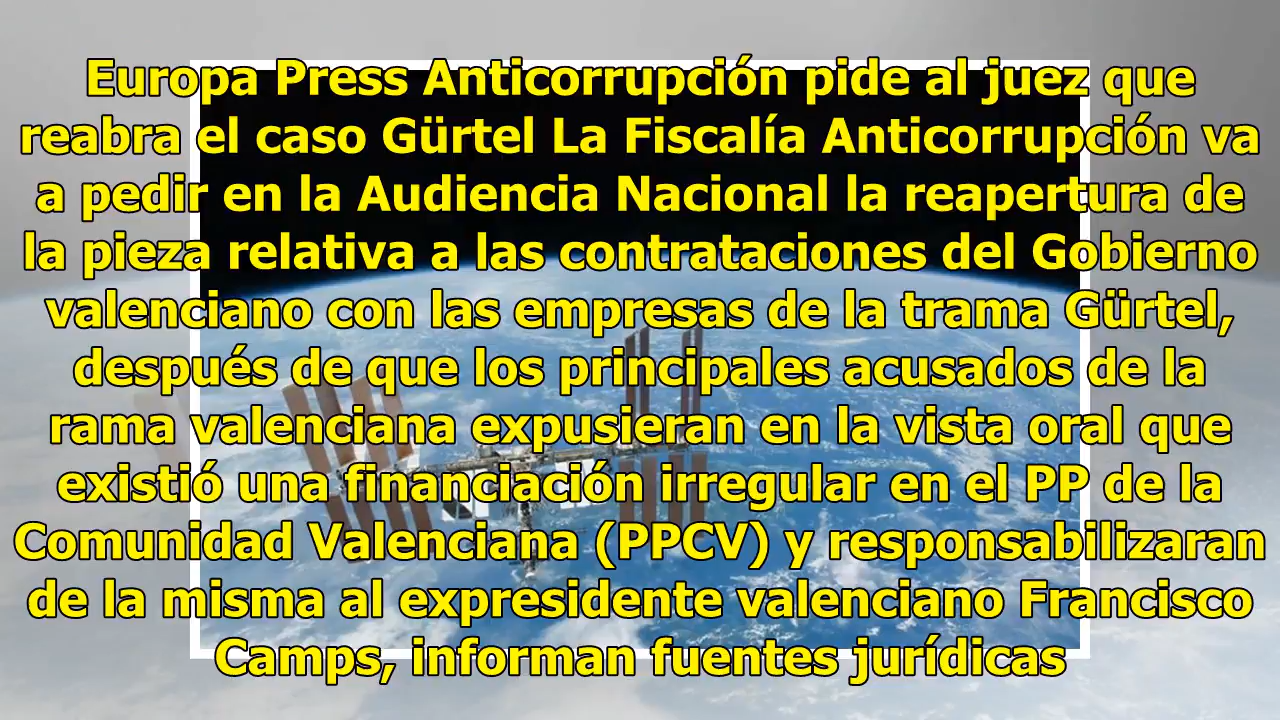 Europa Press Anticorrupción pide al juez que
reabra el caso Gürtel La Fiscalía Anticorrupción va
a pedir en la Audiencia Nacional la reapertura de
la pieza relativa a las contrataciones del Gobierno
valenciano con las empresas de la trama Gürtel,
después de que los principales acusados de la
rama valenciana expusieran en la vista oral que
existió una financiación irregular en el PP de la
Comunidad Valenciana (PPCV) y responsabilizaran
de la misma al expresidente valenciano Francisco
Camps, informan fuentes jurídicas